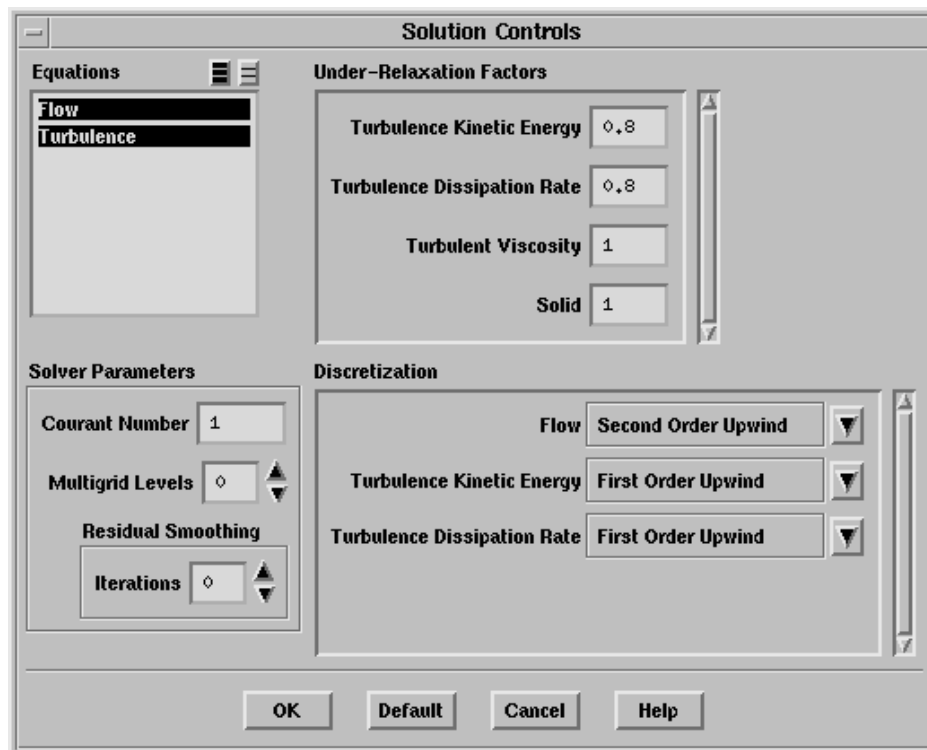 Solution Controls
Equations
Flow
Turbulence
Under-Relaxation Factors
Turbulence Kinetic Energy 0.8
Turbulence Dissipation Rate 0.8
Turbulent Viscosity 1
Solid 1
Solver Parameters
Courant Number 1
Multigrid Levels 0
Residual Smoothing
Iterations 0
Discretization
Flow Second Order Upwind
Turbulence Kinetic Energy First Order Upwind
Turbulence Dissipation Rate First Order Upwind
OK Default Cancel Help